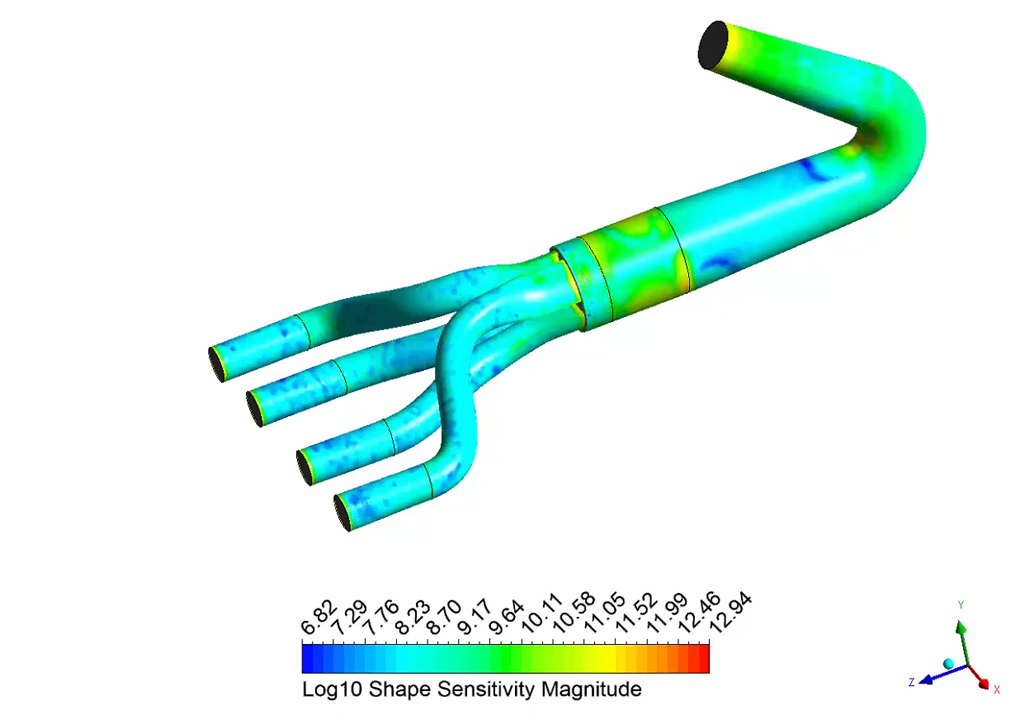 6.82 7.29 7.76 8.23 8.70 9.17 9.64 10.11 10.58 11.05 11.52 11.99 12.46 12.94
Log10 Shape Sensitivity Magnitude
Y
Z
X